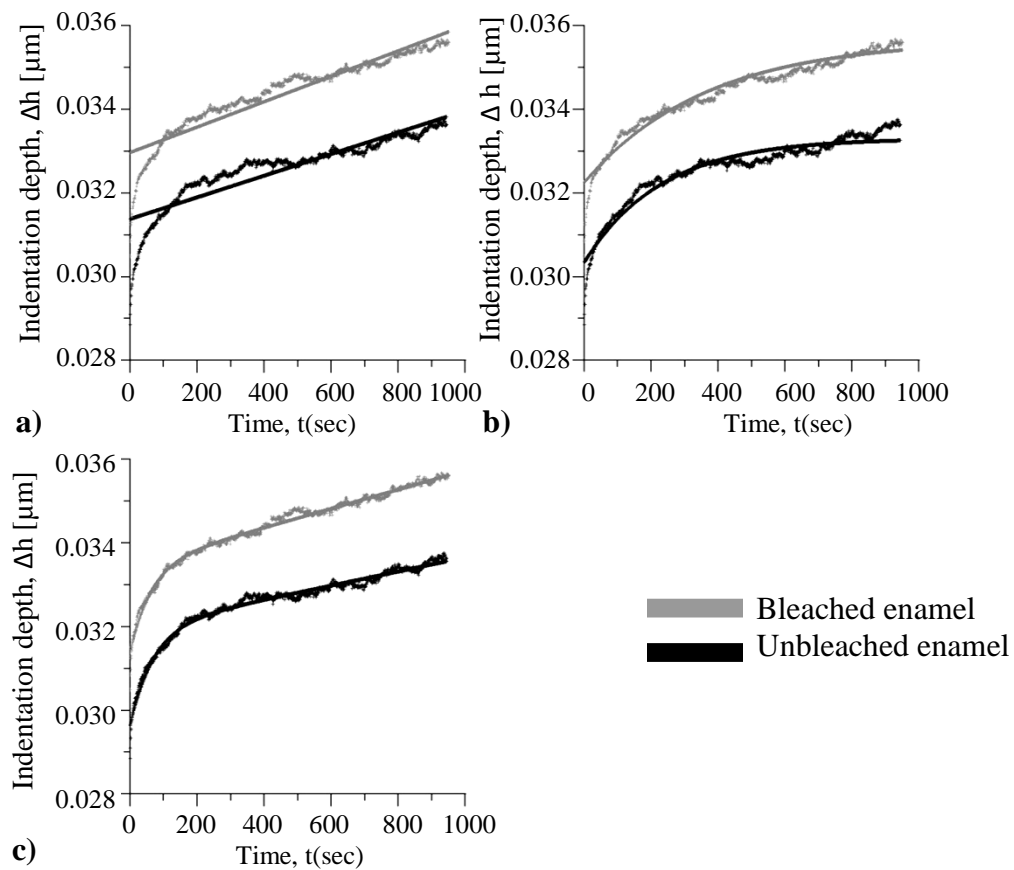 Indentation depth, Δh [µm]
0.036
0.034
0.032
0.030
0.028
0 200 400 600 800 1000
Time, t(sec)
a)
Indentation depth, Δ h [µm]
0.036
0.034
0.032
0.030
0.028
0 200 400 600 800 1000
Time, t(sec)
b)
Indentation depth, Δh [µm]
0.036
0.034
0.032
0.030
0.028
0 200 400 600 800 1000
Time, t(sec)
c)
Bleached enamel
Unbleached enamel